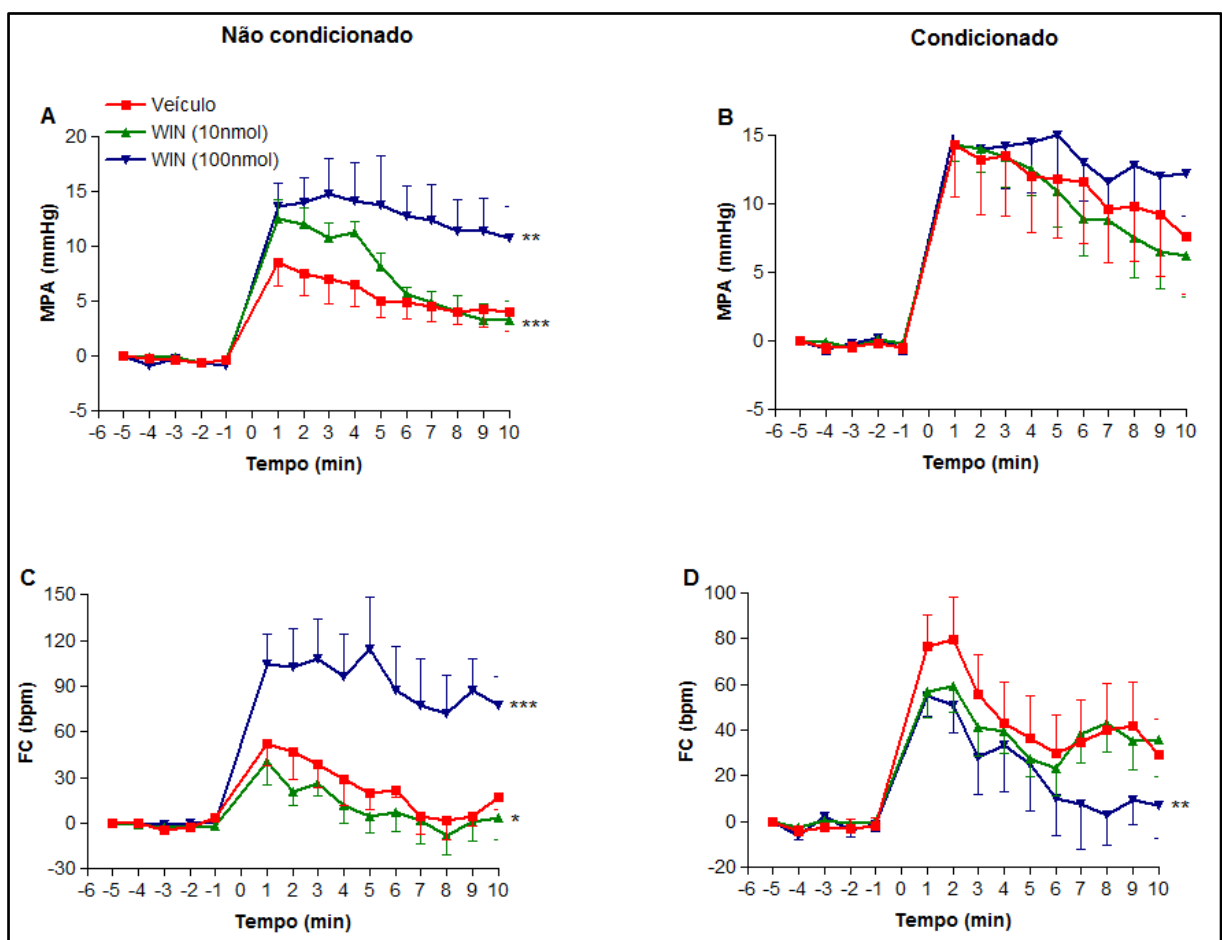 Não condicionado
Condicionado
A
Veículo
WIN (10nmol)
WIN (100nmol)
20
15
10
5
0
-5
MPA (mmHg)
**
***
-6 -5 -4 -3 -2 -1 0 1 2 3 4 5 6 7 8 9 10
Tempo (min)
B
15
10
5
0
-5
MPA (mmHg)
-6 -5 -4 -3 -2 -1 0 1 2 3 4 5 6 7 8 9 10
Tempo (min)
C
150
120
90
60
30
0
-30
FC (bpm)
***
*
-6 -5 -4 -3 -2 -1 0 1 2 3 4 5 6 7 8 9 10
Tempo (min)
D
100
80
60
40
20
0
-20
FC (bpm)
**
-6 -5 -4 -3 -2 -1 0 1 2 3 4 5 6 7 8 9 10
Tempo (min)